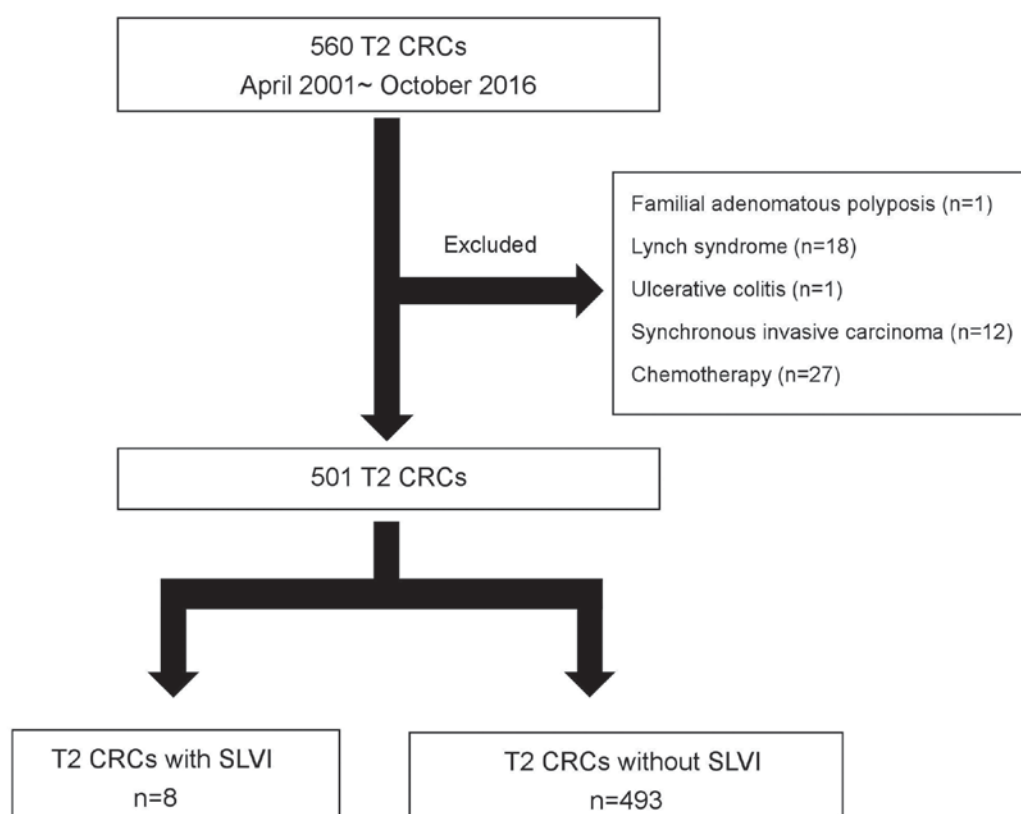 560 T2 CRCs
April 2001~ October 2016
Excluded
Familial adenomatous polyposis (n=1)
Lynch syndrome (n=18)
Ulcerative colitis (n=1)
Synchronous invasive carcinoma (n=12)
Chemotherapy (n=27)
501 T2 CRCs
T2 CRCs with SLVI
n=8
T2 CRCs without SLVI
n=493